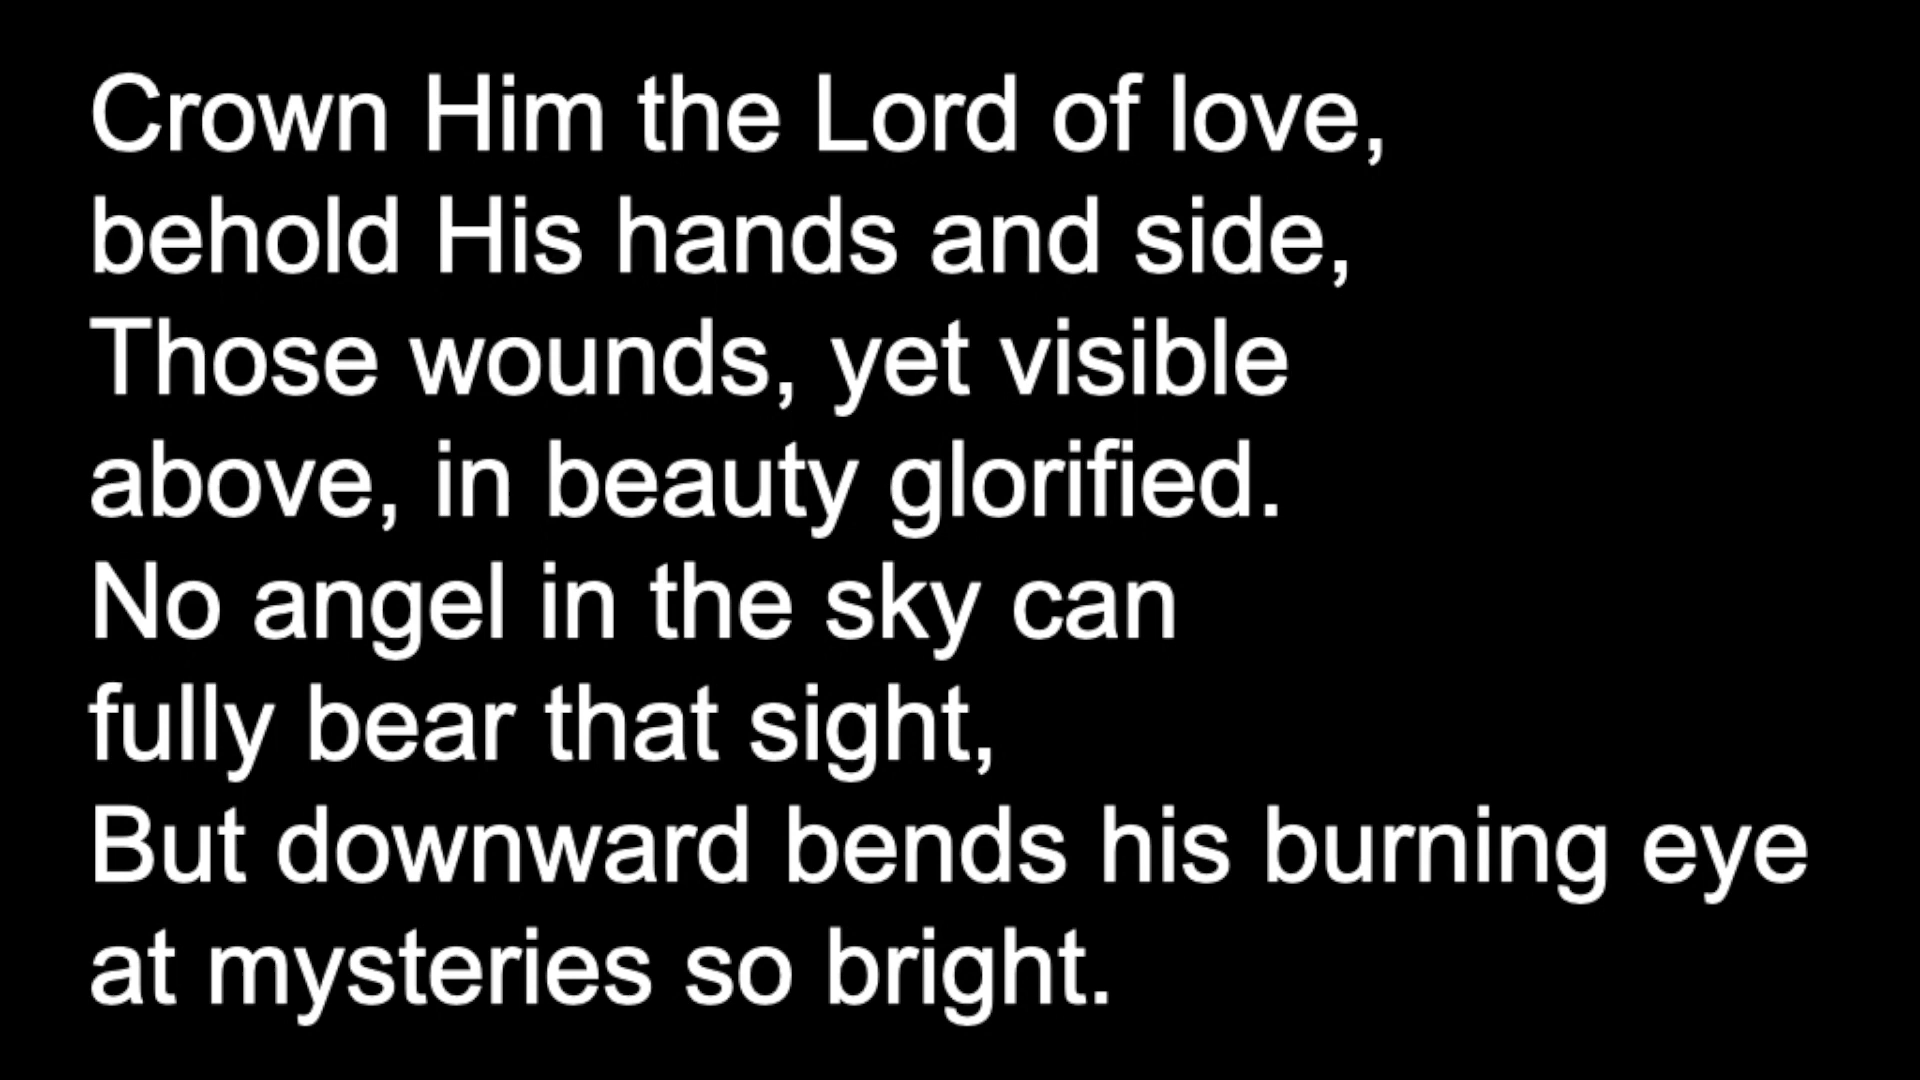 Crown Him the Lord of love,
behold His hands and side,
Those wounds, yet visible
above, in beauty glorified.
No angel in the sky can
fully bear that sight,
But downward bends his burning eye
at mysteries so bright.